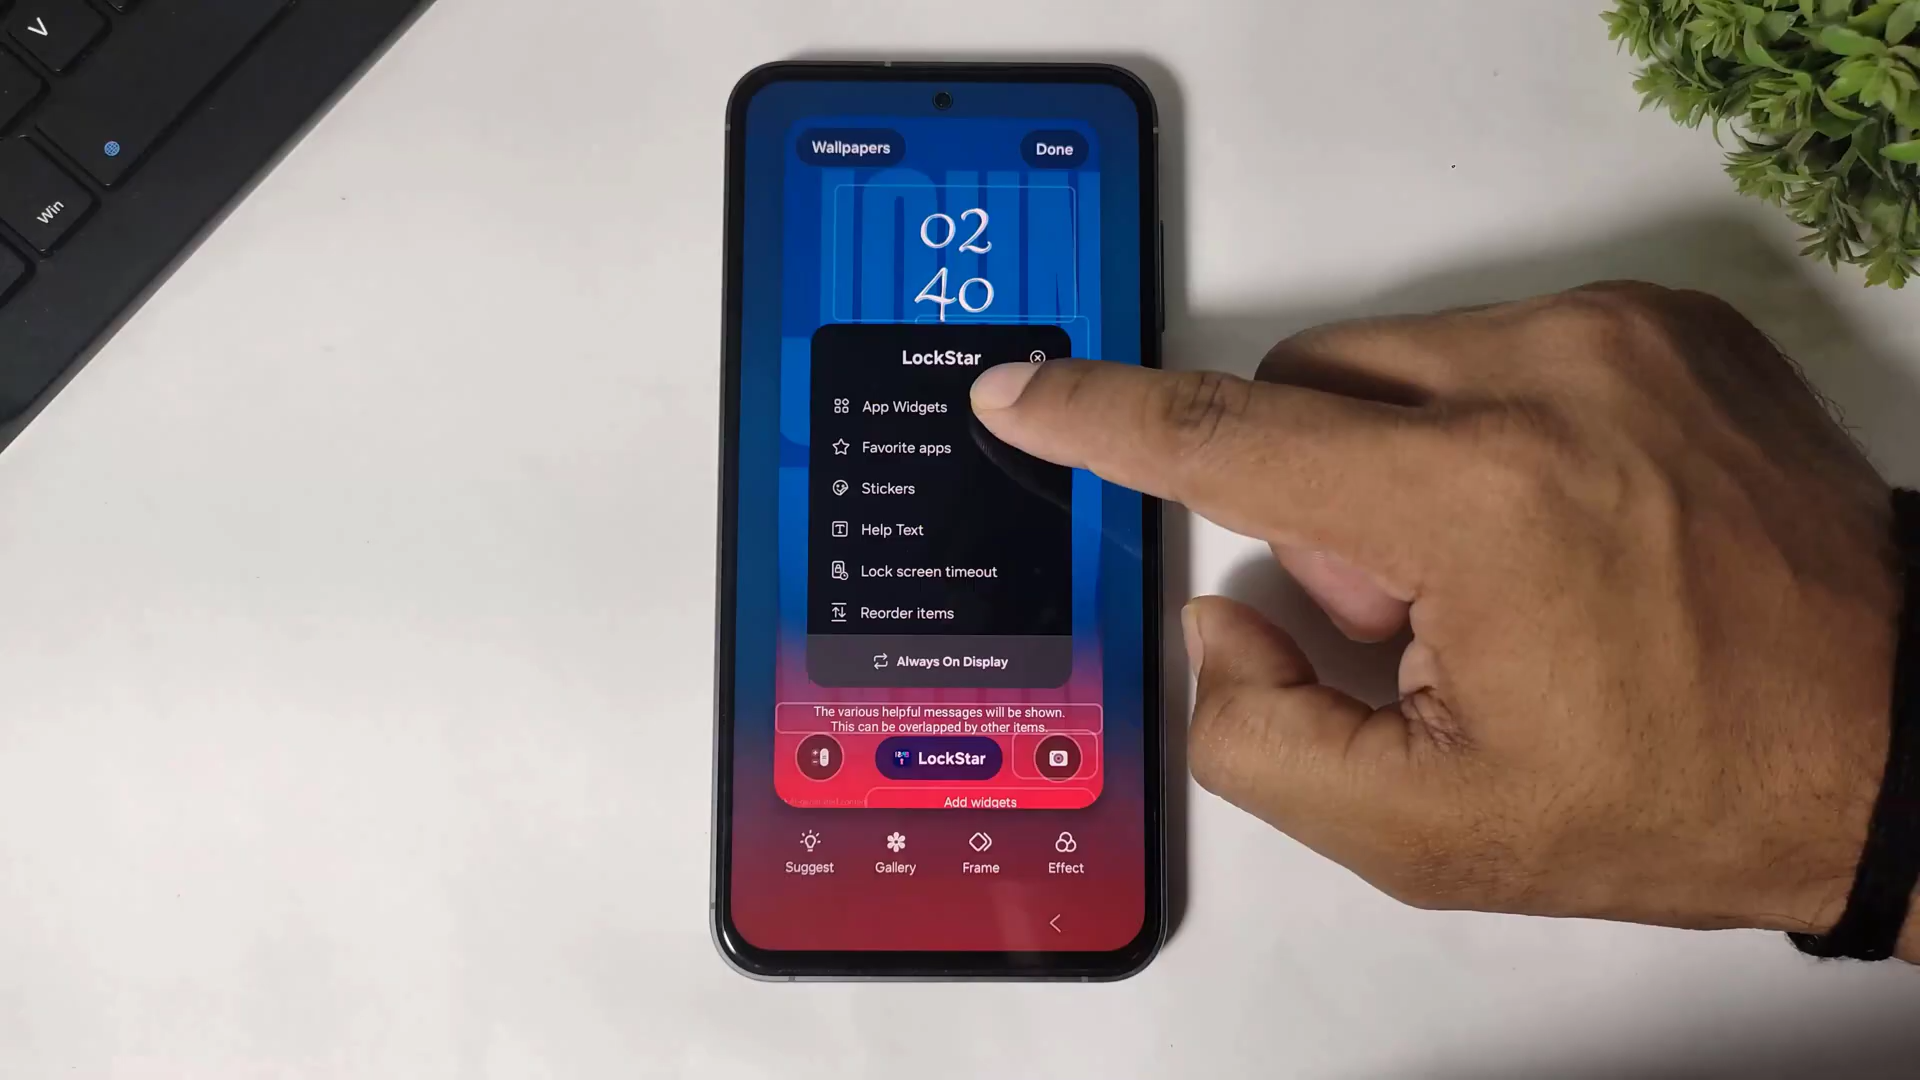 V
Win
Wallpapers
Done
02
40
LockStar
App Widgets
Favorite apps
Stickers
Help Text
Lock screen timeout
Reorder items
Always On Display
The various helpful messages will be shown.
This can be overlapped by other items.
LockStar
Add widgets
Suggest
Gallery
Frame
Effect